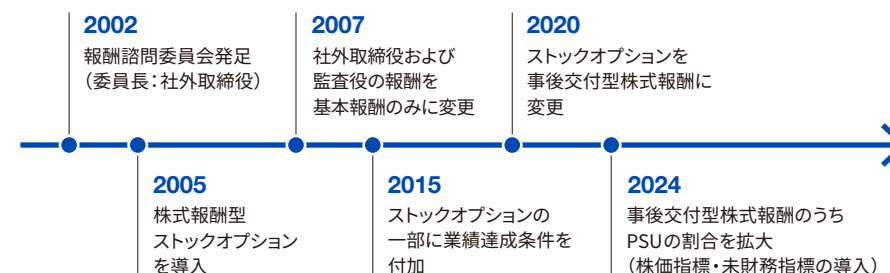 2002
報酬諮問委員会発足
（委員長：社外取締役）
2005
株式報酬型
ストックオプション
を導入
2007
社外取締役および
監査役の報酬を
基本報酬のみに変更
2015
ストックオプションの
一部に業績達成条件を
付加
2020
ストックオプションを
事後交付型株式報酬に
変更
2024
事後交付型株式報酬のうち
PSUの割合を拡大
（株価指標・未財務指標の導入）